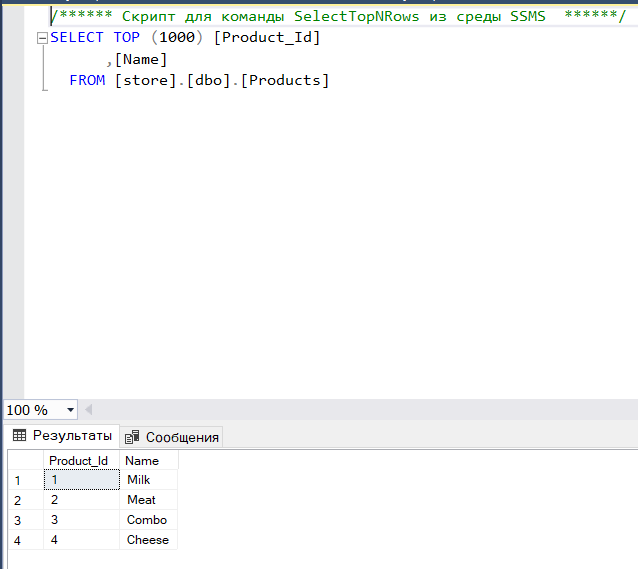 /****** Скрипт для команды SelectTopNRows из среды SSMS  ******/
SELECT TOP (1000) [Product_Id]
,[Name]
FROM [store].[dbo].[Products]
100 %
Результаты Сообщения
Product_Id Name
1 1 Milk
2 2 Meat
3 3 Combo
4 4 Cheese